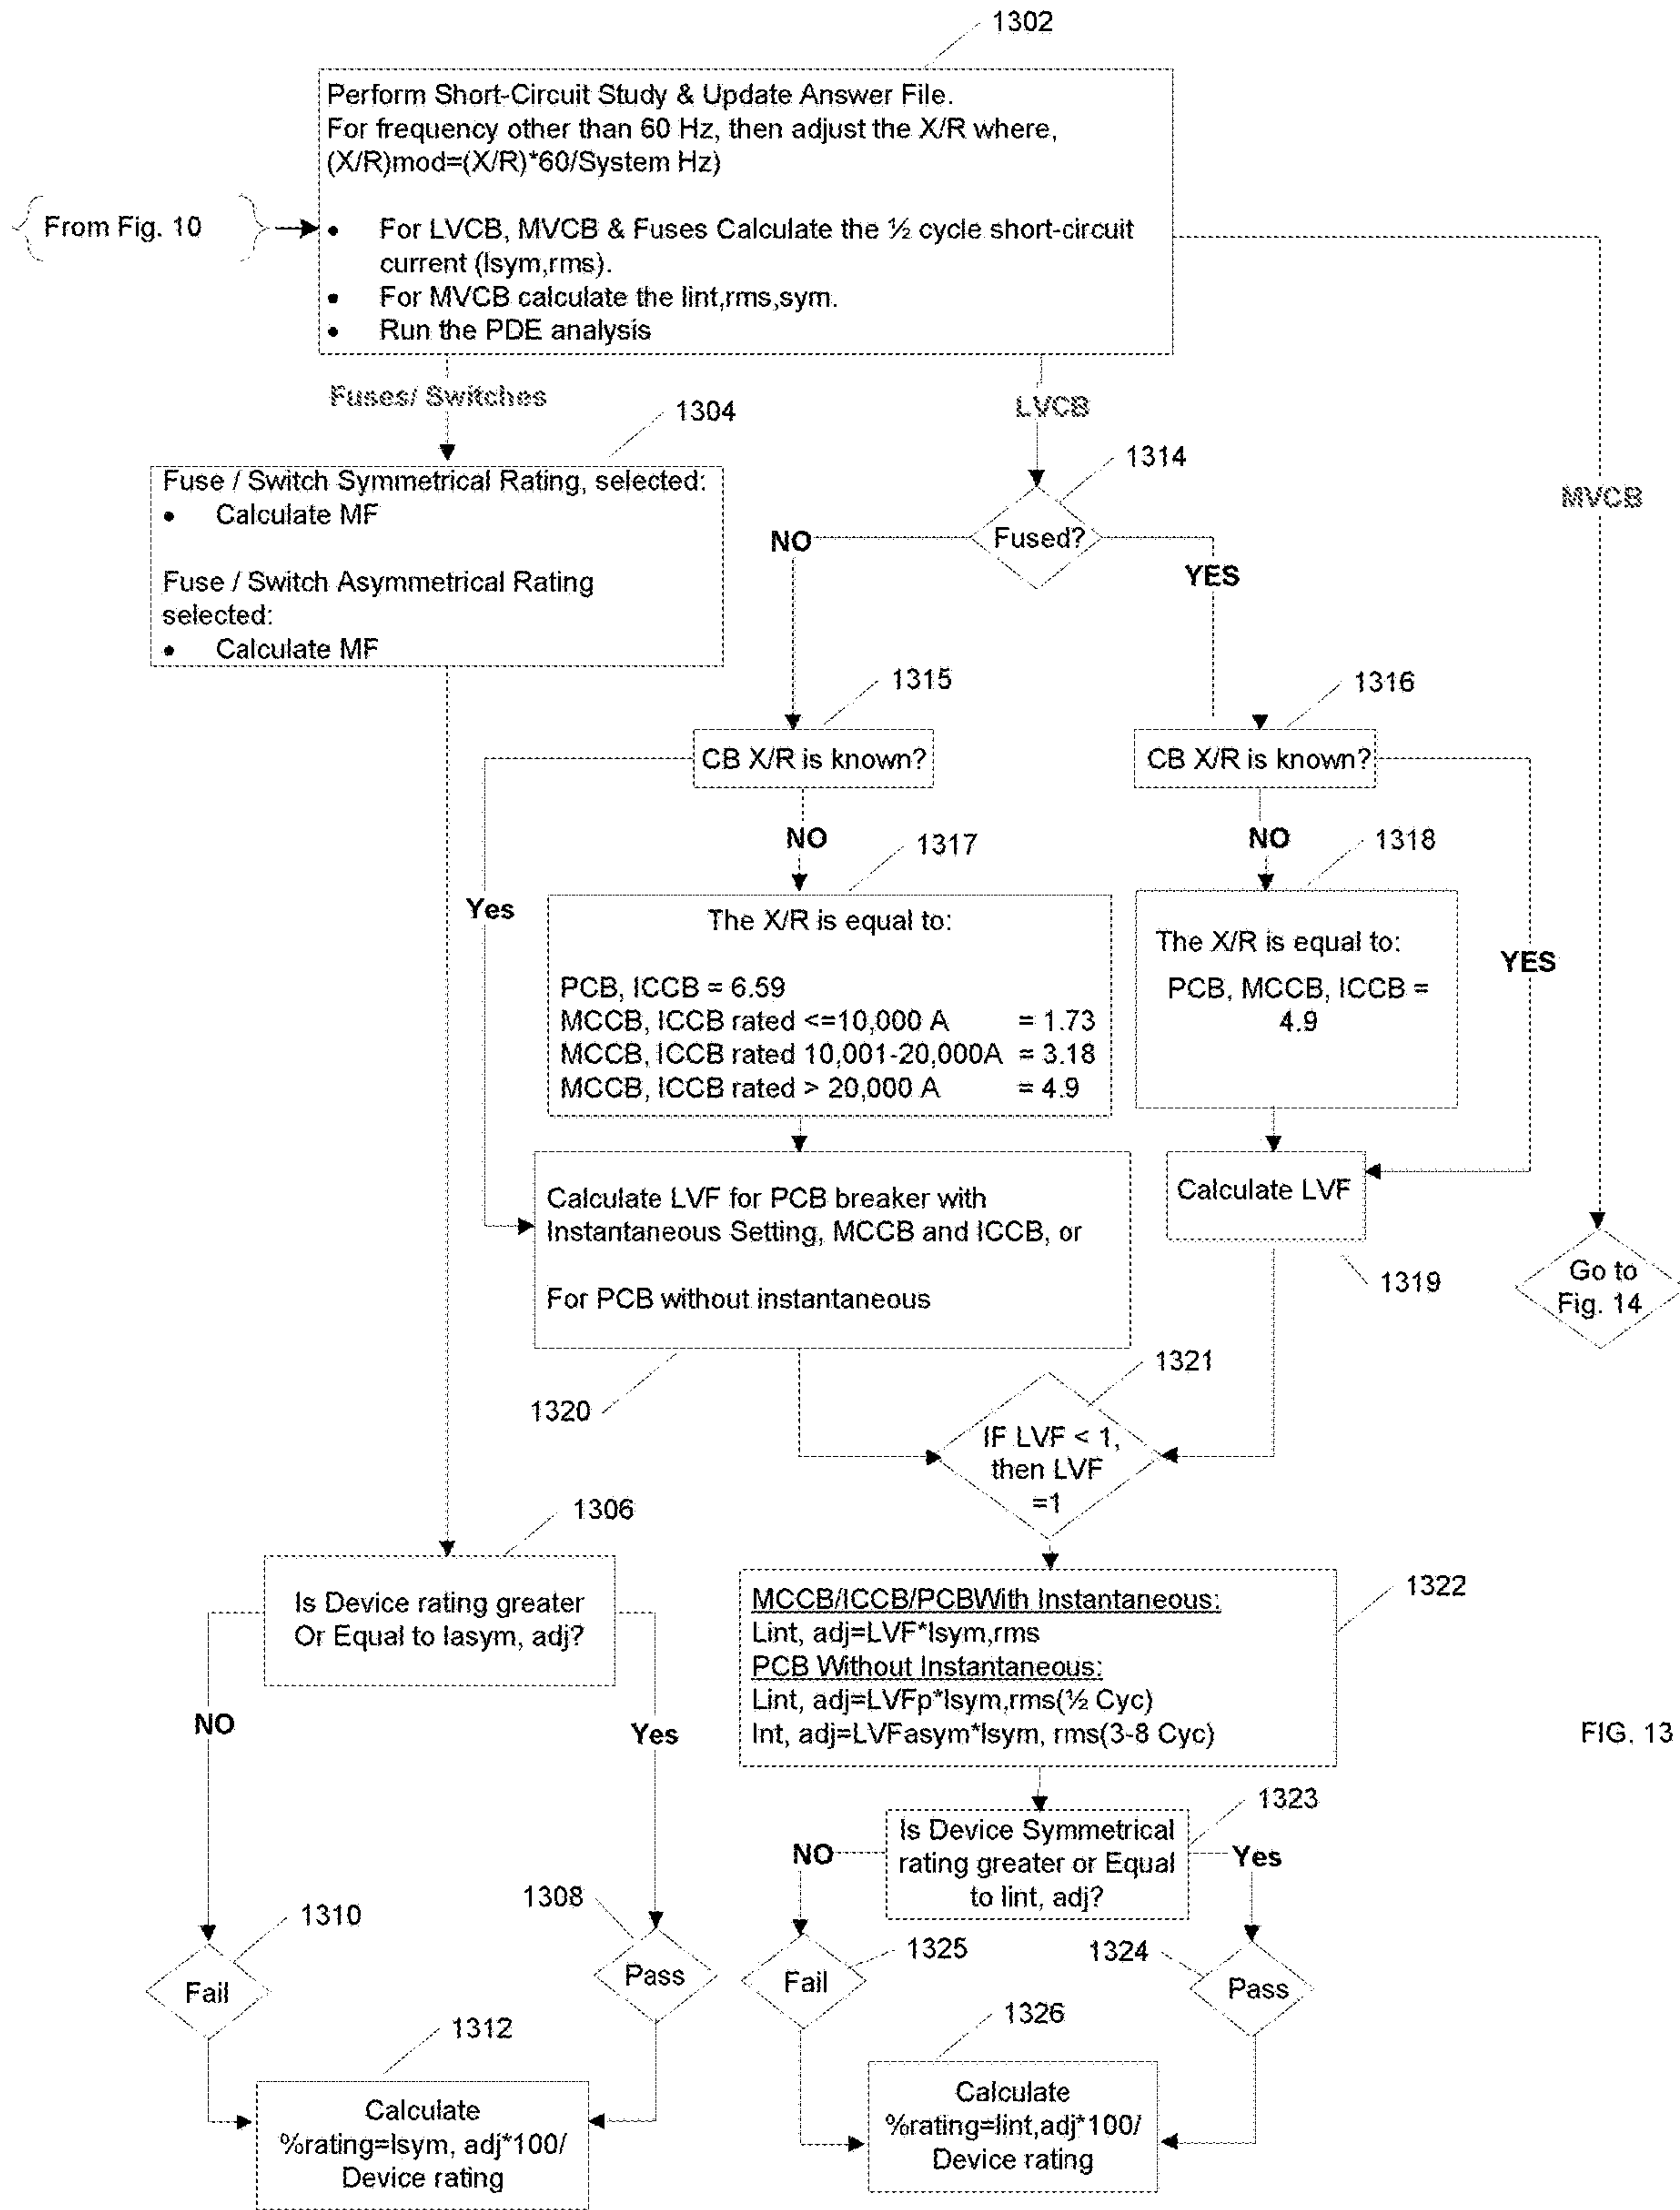 1302
Perform Short-Circuit Study & Update Answer File.
For frequency other than 60 Hz, then adjust the X/R where,
(X/R)mod=(X/R)*60/System Hz)
From Fig. 10
• For LVCB, MVCB & Fuses Calculate the ½ cycle short-circuit
current (Isym,rms).
• For MVCB calculate the Iint,rms,sym.
• Run the PDE analysis
Fuses/ Switches
LVCB
MVCB
1304
Fuse / Switch Symmetrical Rating, selected:
• Calculate MF
Fuse / Switch Asymmetrical Rating
selected:
• Calculate MF
1314
Fused?
NO
YES
1315
CB X/R is known?
1316
CB X/R is known?
NO
1317
NO
1318
Yes
The X/R is equal to:
PCB, ICCB = 6.59
MCCB, ICCB rated <=10,000 A = 1.73
MCCB, ICCB rated 10,001-20,000A = 3.18
MCCB, ICCB rated > 20,000 A = 4.9
The X/R is equal to:
PCB, MCCB, ICCB =
4.9
YES
Calculate LVF for PCB breaker with
Instantaneous Setting, MCCB and ICCB, or
For PCB without instantaneous
1320
Calculate LVF
1319
Go to
Fig. 14
1321
IF LVF < 1,
then LVF
=1
1306
Is Device rating greater
Or Equal to Iasym, adj?
NO
Yes
1322
MCCB/ICCB/PCBWith Instantaneous:
Lint, adj=LVF*Isym,rms
PCB Without Instantaneous:
Lint, adj=LVFp*Isym,rms(½ Cyc)
Int, adj=LVFasym*Isym, rms(3-8 Cyc)
FIG. 13
1323
Is Device Symmetrical
rating greater or Equal
to Iint, adj?
NO
Yes
1310
Fail
1308
Pass
1325
Fail
1324
Pass
1312
Calculate
%rating=Isym, adj*100/
Device rating
1326
Calculate
%rating=Iint,adj*100/
Device rating